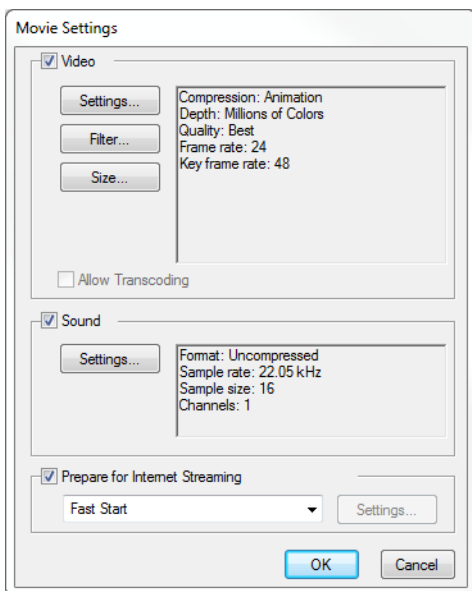 Movie Settings
Video
Settings...
Filter...
Size...
Compression: Animation
Depth: Millions of Colors
Quality: Best
Frame rate: 24
Key frame rate: 48
Allow Transcoding
Sound
Settings...
Format: Uncompressed
Sample rate: 22.05 kHz
Sample size: 16
Channels: 1
Prepare for Internet Streaming
Fast Start
Settings...
OK
Cancel